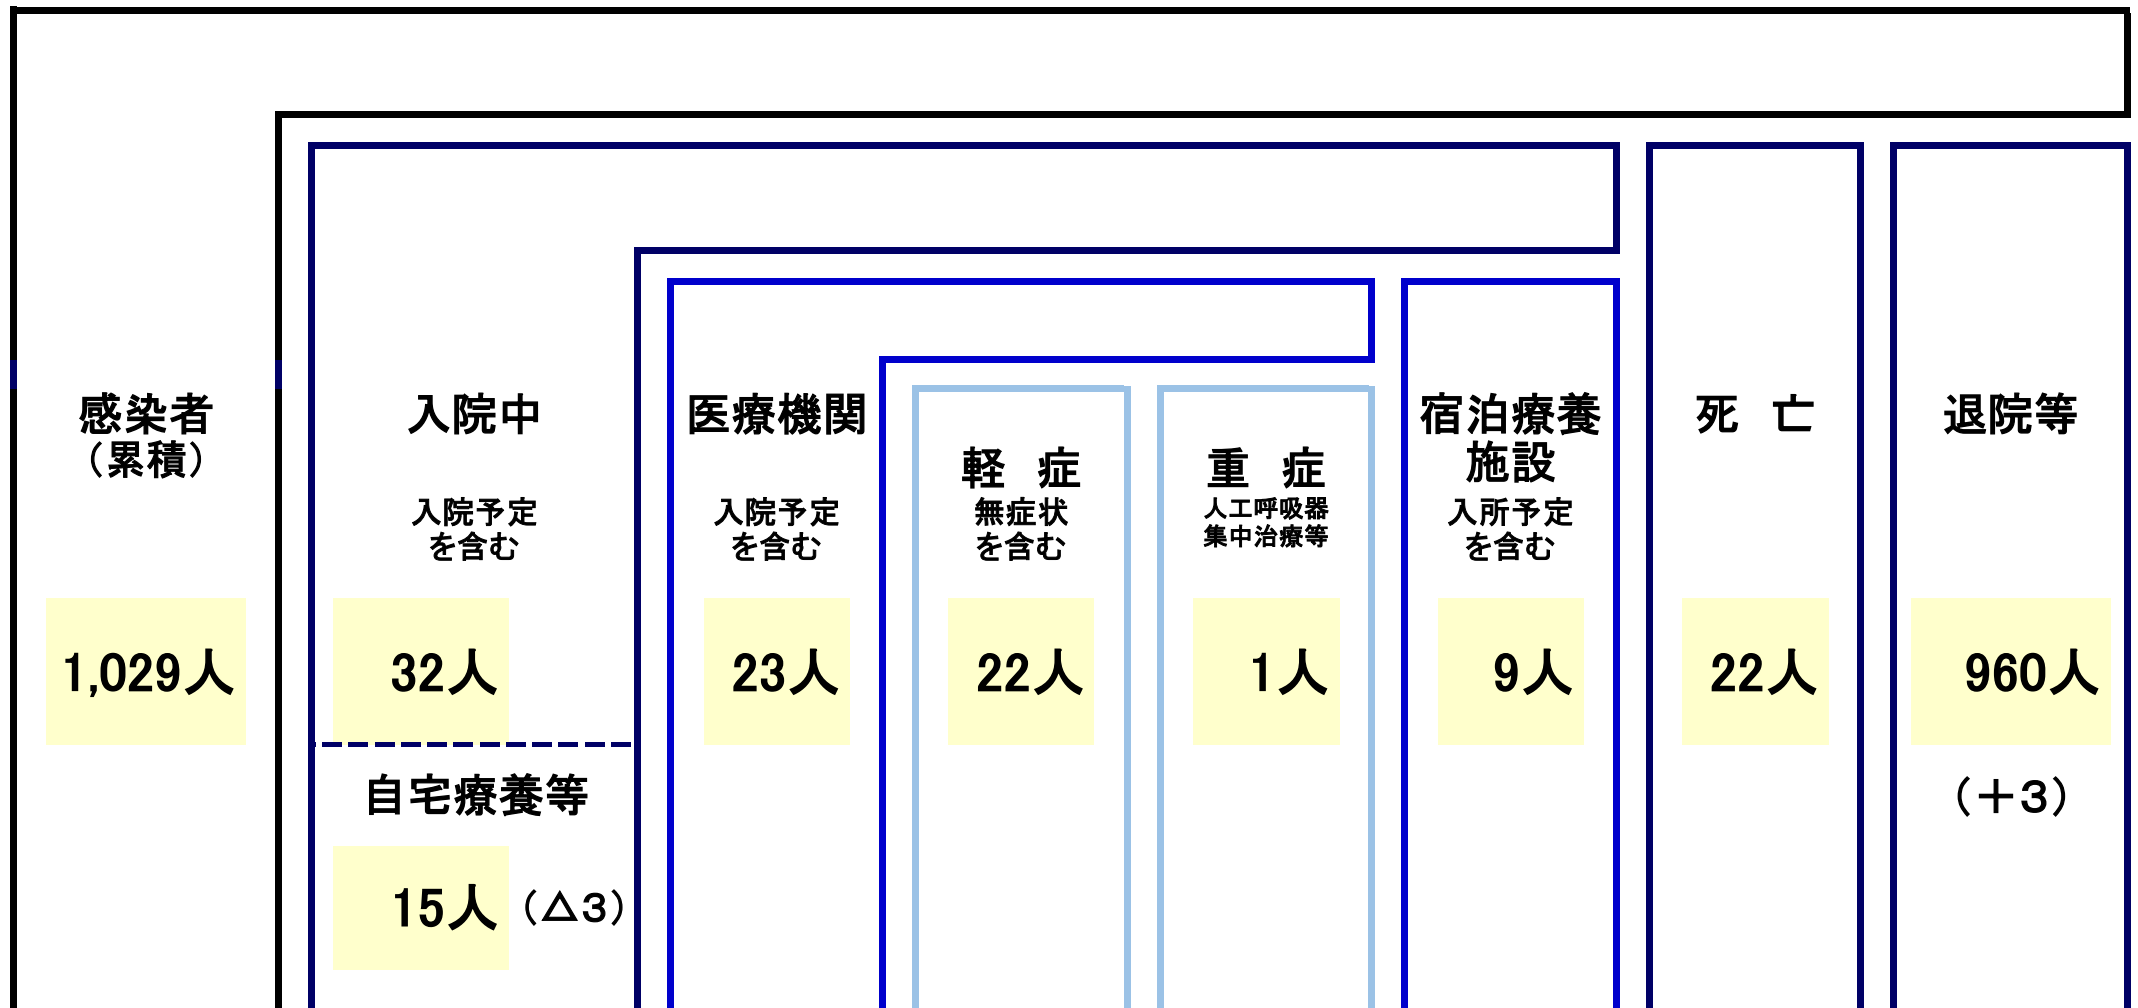 感染者
（累積）
1,029人
入院中
入院予定
を含む
32人
自宅療養等
15人（△3）
医療機関
入院予定
を含む
23人
軽　症
無症状
を含む
22人
重　症
人工呼吸器
集中治療等
1人
宿泊療養
施設
入所予定
を含む
9人
死　亡
22人
退院等
960人
（＋3）